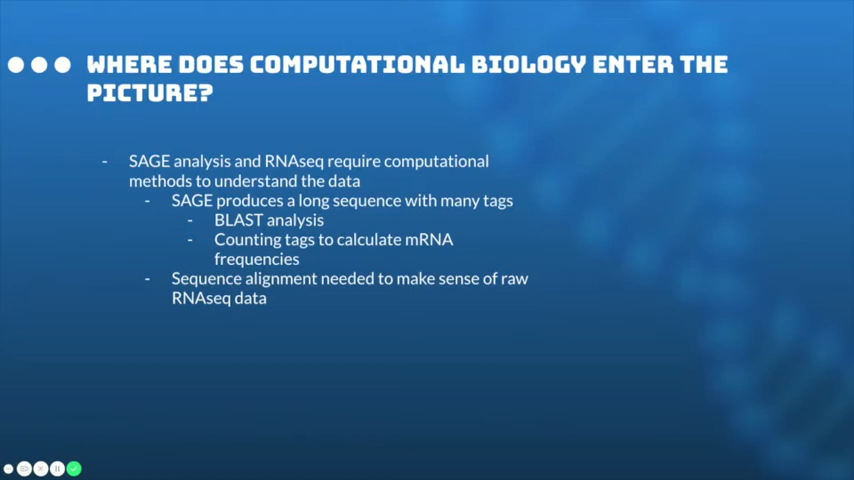 WHERE DOES COMPUTATIONAL BIOLOGY ENTER THE
PICTURE?
- SAGE analysis and RNAseq require computational
methods to understand the data
- SAGE produces a long sequence with many tags
- BLAST analysis
- Counting tags to calculate mRNA
frequencies
- Sequence alignment needed to make sense of raw
RNAseq data